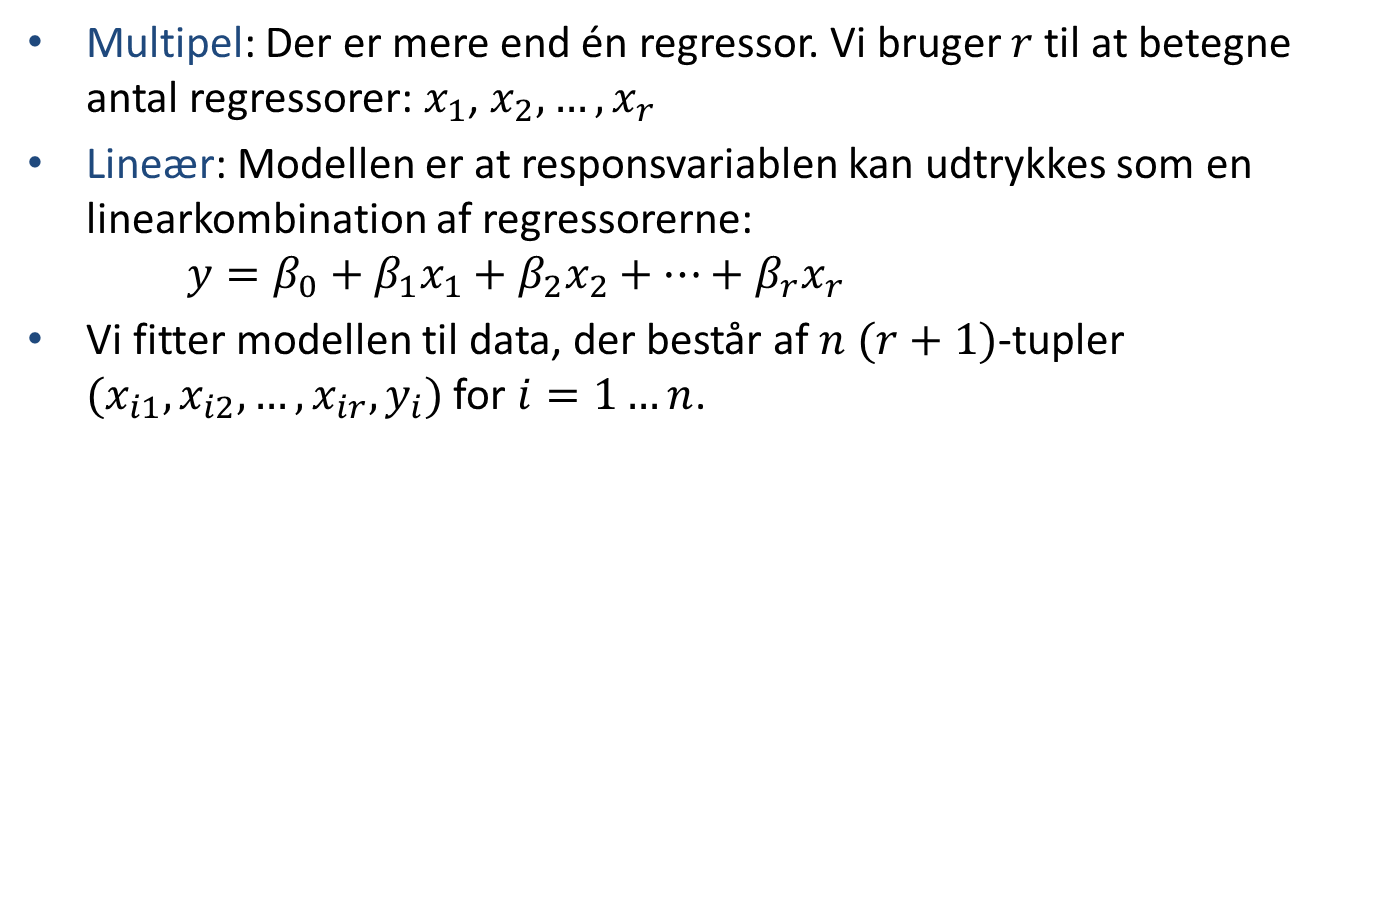 • Multipel: Der er mere end én regressor. Vi bruger r til at betegne
antal regressorer: x₁, x₂, … , xᵣ
• Lineær: Modellen er at responsvariablen kan udtrykkes som en
linearkombination af regressorerne:
y = β₀ + β₁x₁ + β₂x₂ + ⋯ + βᵣxᵣ
• Vi fitter modellen til data, der består af n (r + 1)-tupler
(xᵢ₁, xᵢ₂, … , xᵢᵣ, yᵢ) for i = 1 … n.